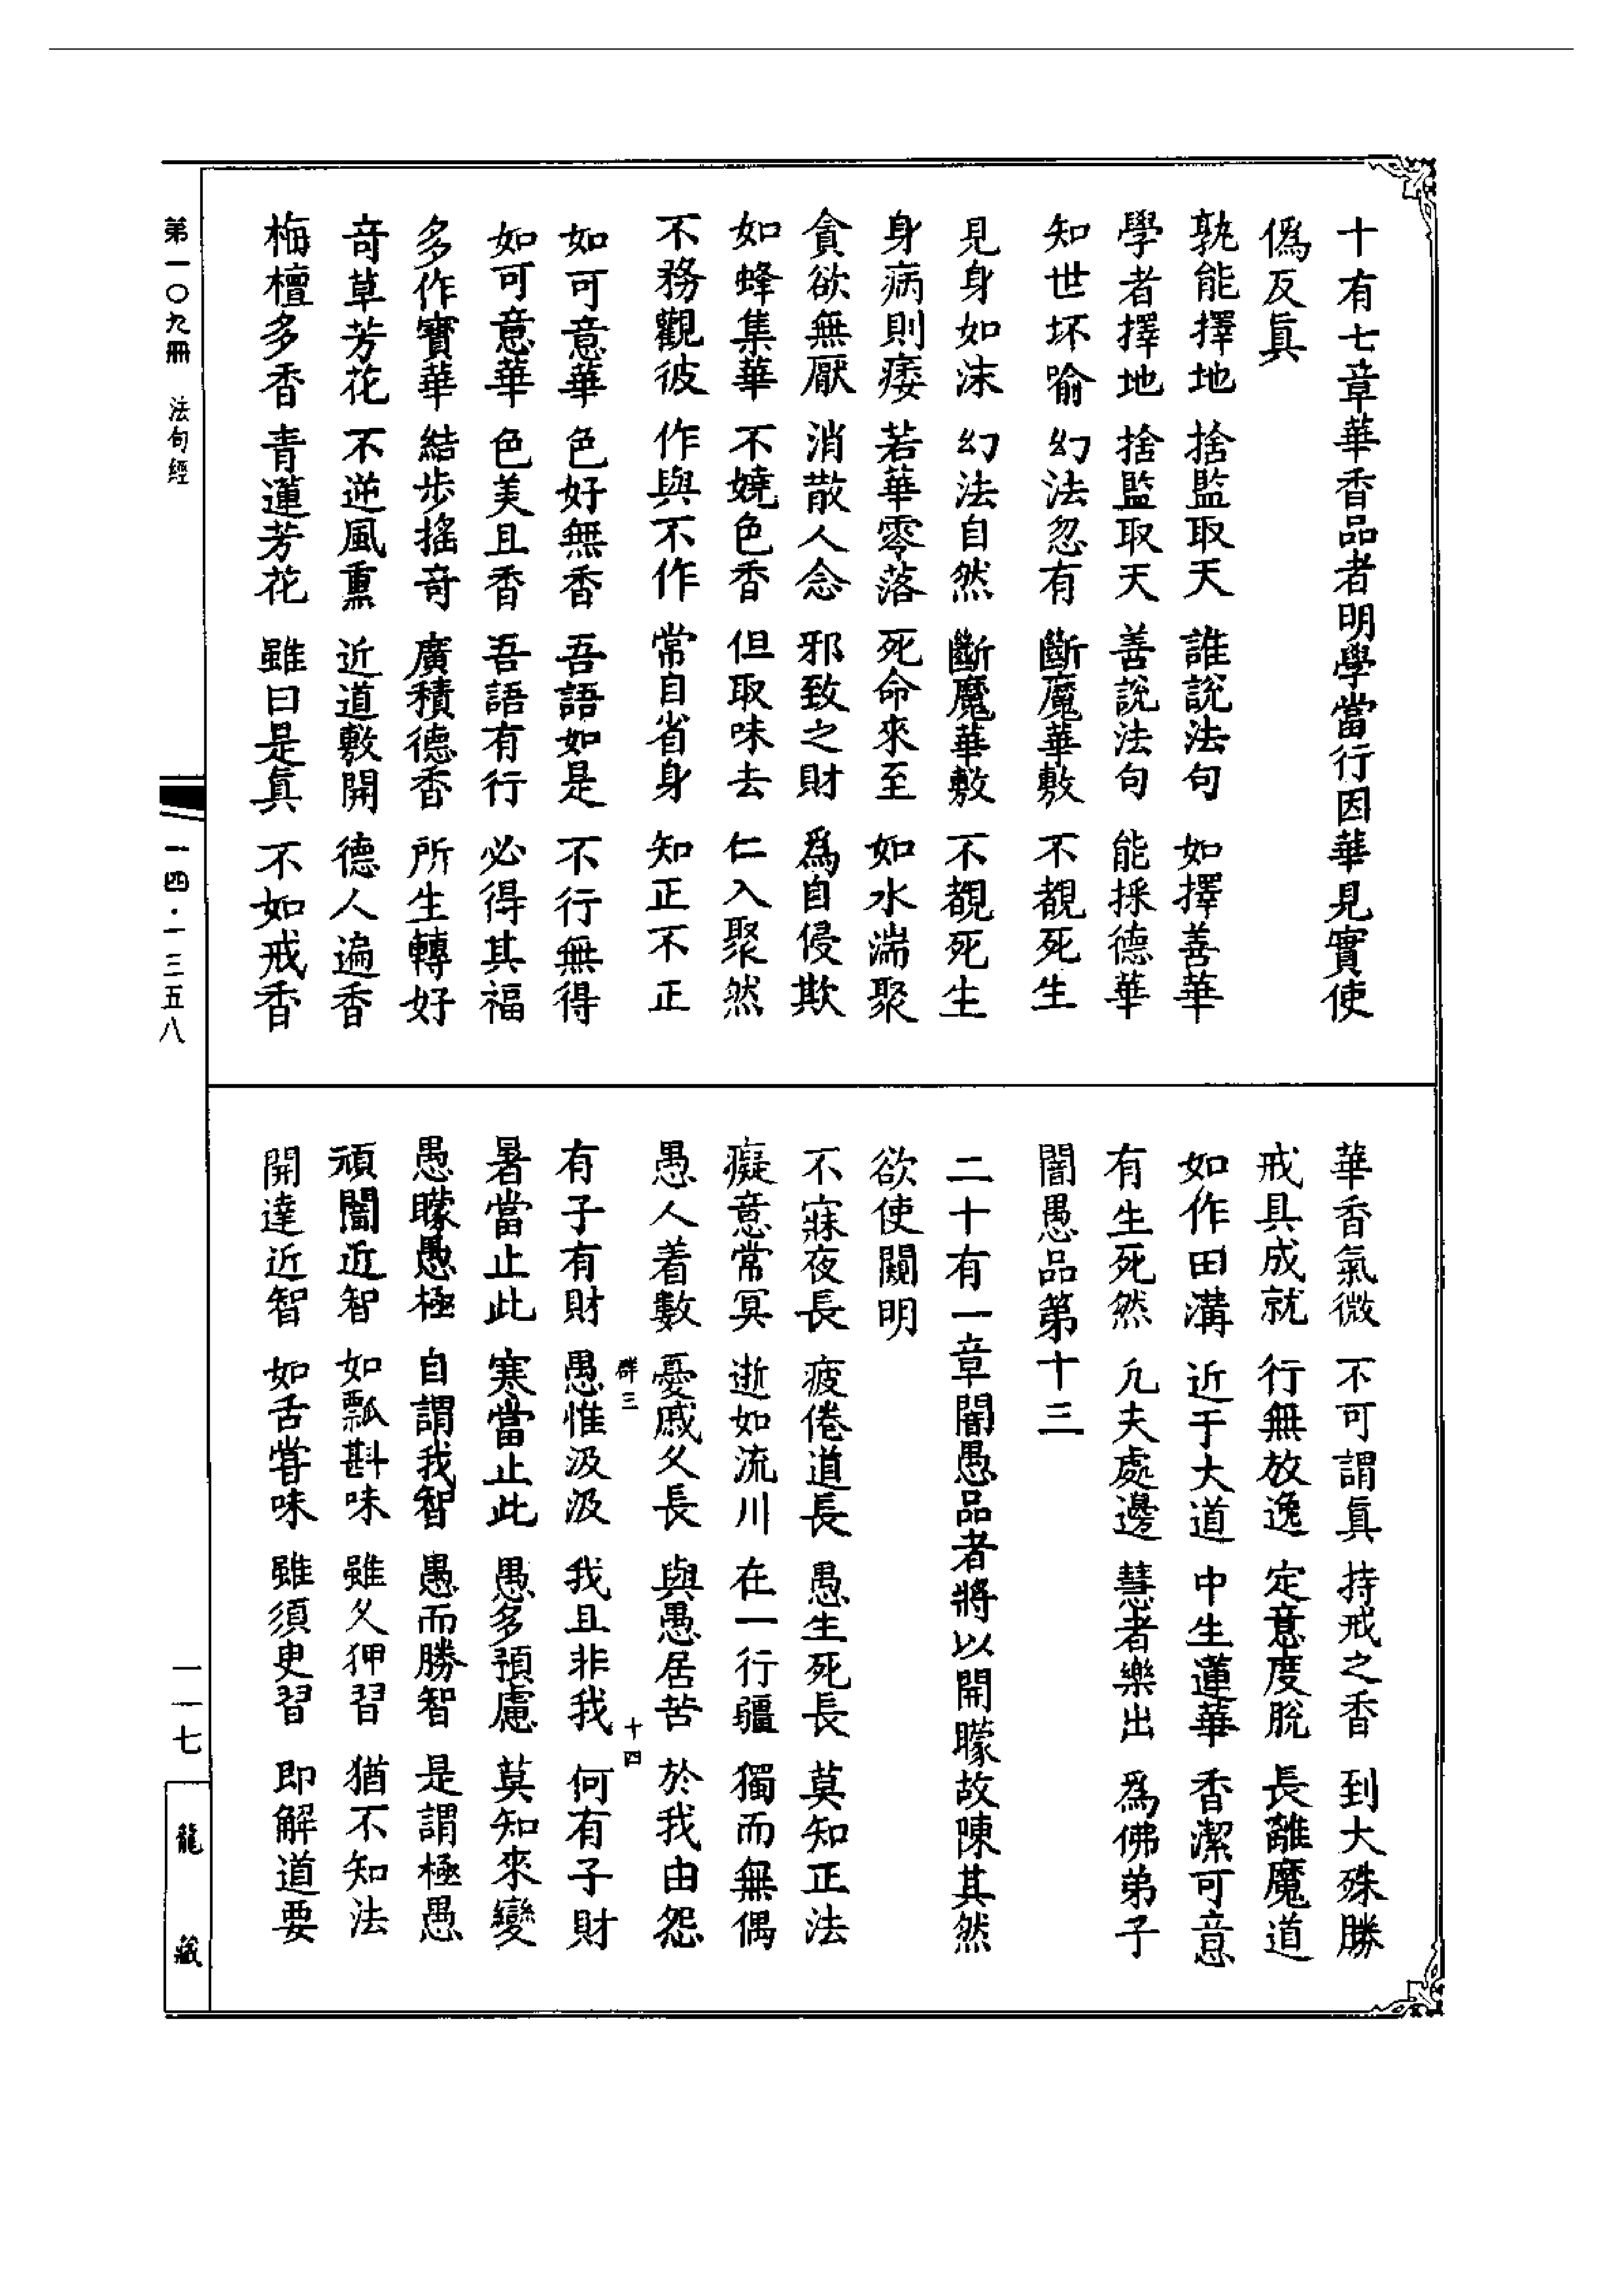 十有七章華香品者明學當行因華見實使
僞反眞
孰能擇地 捨監取天 誰說法句 如擇善華
學者擇地 捨監取天 善說法句 能採德華
知世坏喻 幻法忽有 斷魔華敷 不覩死生
見身如沫 幻法自然 斷魔華敷 不覩死生
身病則痿 若華零落 死命來至 如水湍聚
貪欲無厭 消散人念 邪致之財 爲自侵欺
如蜂集華 不嬈色香 但取味去 仁入聚然
不務觀彼 作與不作 常自省身 知正不正
如可意華 色好無香 吾語如是 不行無得
如可意華 色美且香 吾語有行 必得其福
多作寶華 結步搖奇 廣積德香 所生轉好
奇草芳花 不逆風熏 近道敷開 德人遍香
栴檀多香 青蓮芳花 雖曰是眞 不如戒香
華香氣微 不可謂眞 持戒之香 到大殊勝
戒具成就 行無放逸 定意度脫 長離魔道
如作田溝 近于大道 中生蓮華 香潔可意
有生死然 凡夫處邊 慧者樂出 爲佛弟子
闇愚品第十三
二十有一章闇愚品者將以開曚故陳其然
欲使闚明
不寐夜長 疲倦道長 愚生死長 莫知正法
癡意常冥 逝如流川 在一行疆 獨而無偶
愚人着數 憂慼久長 與愚居苦 於我由怨
群三 十四
有子有財 愚惟汲汲 我且非我 何有子財
暑當止此 寒當止此 愚多預慮 莫知來變
愚曚愚極 自謂我智 愚而勝智 是謂極愚
頑闇近智 如瓢斟味 雖久狎習 猶不知法
開達近智 如舌嘗味 雖須臾習 即解道要
第一〇九冊 法句經
一四·一三五八
一一七
龍藏